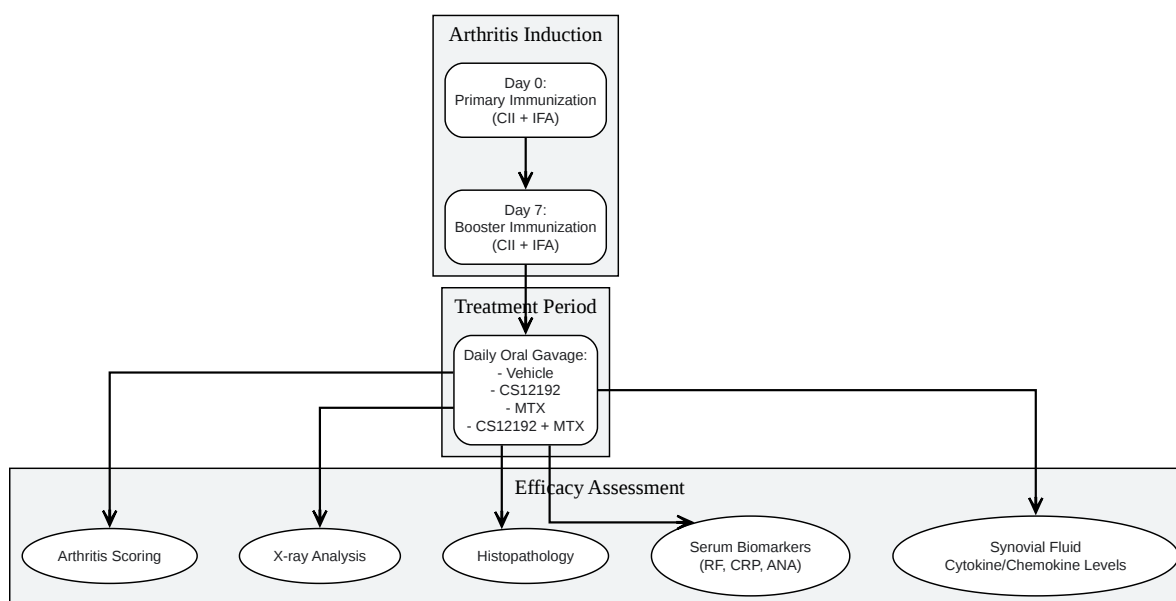 Arthritis Induction
Day 0:
Primary Immunization
(CII + IFA)
Day 7:
Booster Immunization
(CII + IFA)
Treatment Period
Daily Oral Gavage:
- Vehicle
- CS12192
- MTX
- CS12192 + MTX
Efficacy Assessment
Arthritis Scoring
X-ray Analysis
Histopathology
Serum Biomarkers
(RF, CRP, ANA)
Synovial Fluid
Cytokine/Chemokine Levels